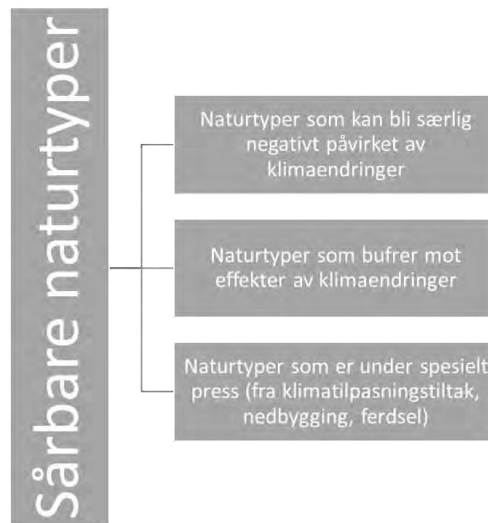 Sårbare naturtyper
Naturtyper som kan bli særlig
negativt påvirket av
klimaendringer
Naturtyper som bufrer mot
effekter av klimaendringer
Naturtyper som er under spesielt
press (fra klimatilpasningstiltak,
nedbygging, ferdsel)